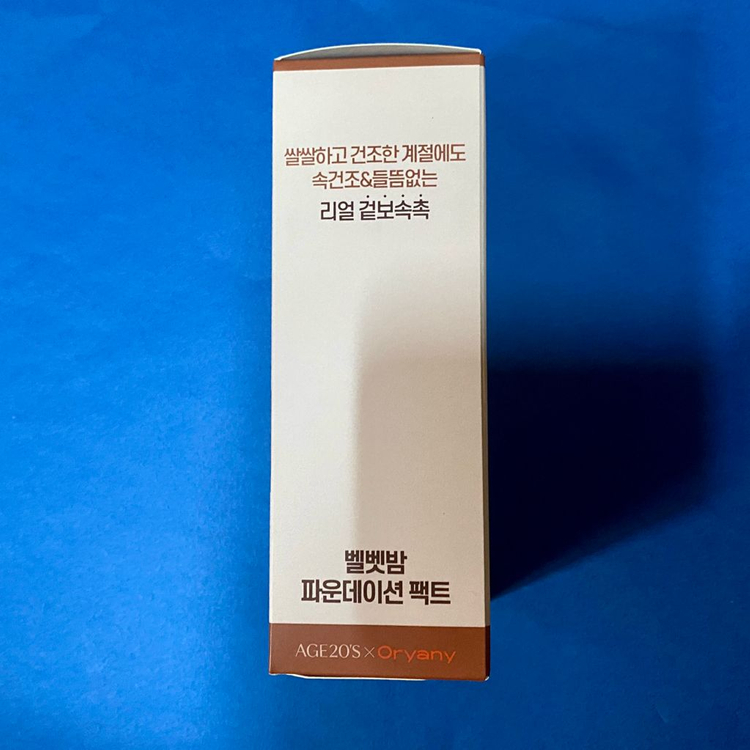 쌀쌀하고 건조한 계절에도
속건조&들뜸없는
리얼 겉보속촉
벨벳밤
파운데이션 팩트
AGE20'S×Oryany